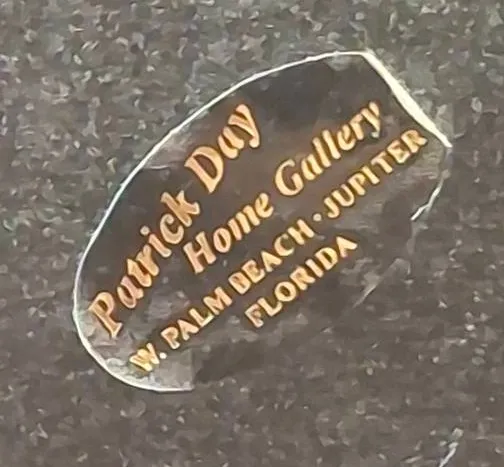 Patrick Day
Home Gallery
W. PALM BEACH · JUPITER
FLORIDA